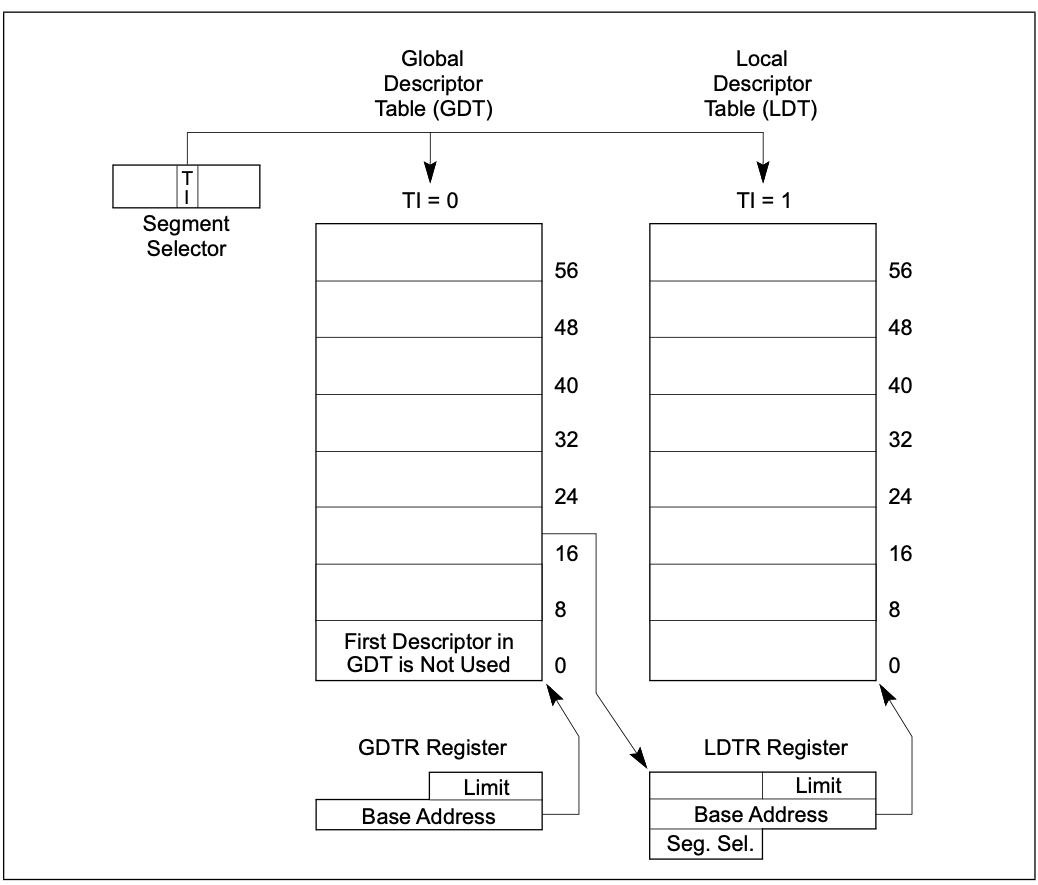 Global
Descriptor
Table (GDT)
Local
Descriptor
Table (LDT)
T
I
Segment
Selector
TI = 0
TI = 1
56
56
48
48
40
40
32
32
24
24
16
16
8
8
First Descriptor in
GDT is Not Used
0
0
GDTR Register
LDTR Register
Limit
Base Address
Limit
Base Address
Seg. Sel.